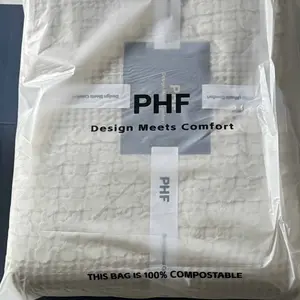 PHF
Design Meets Comfort
PHF
THIS BAG IS 100% COMPOSTABLE